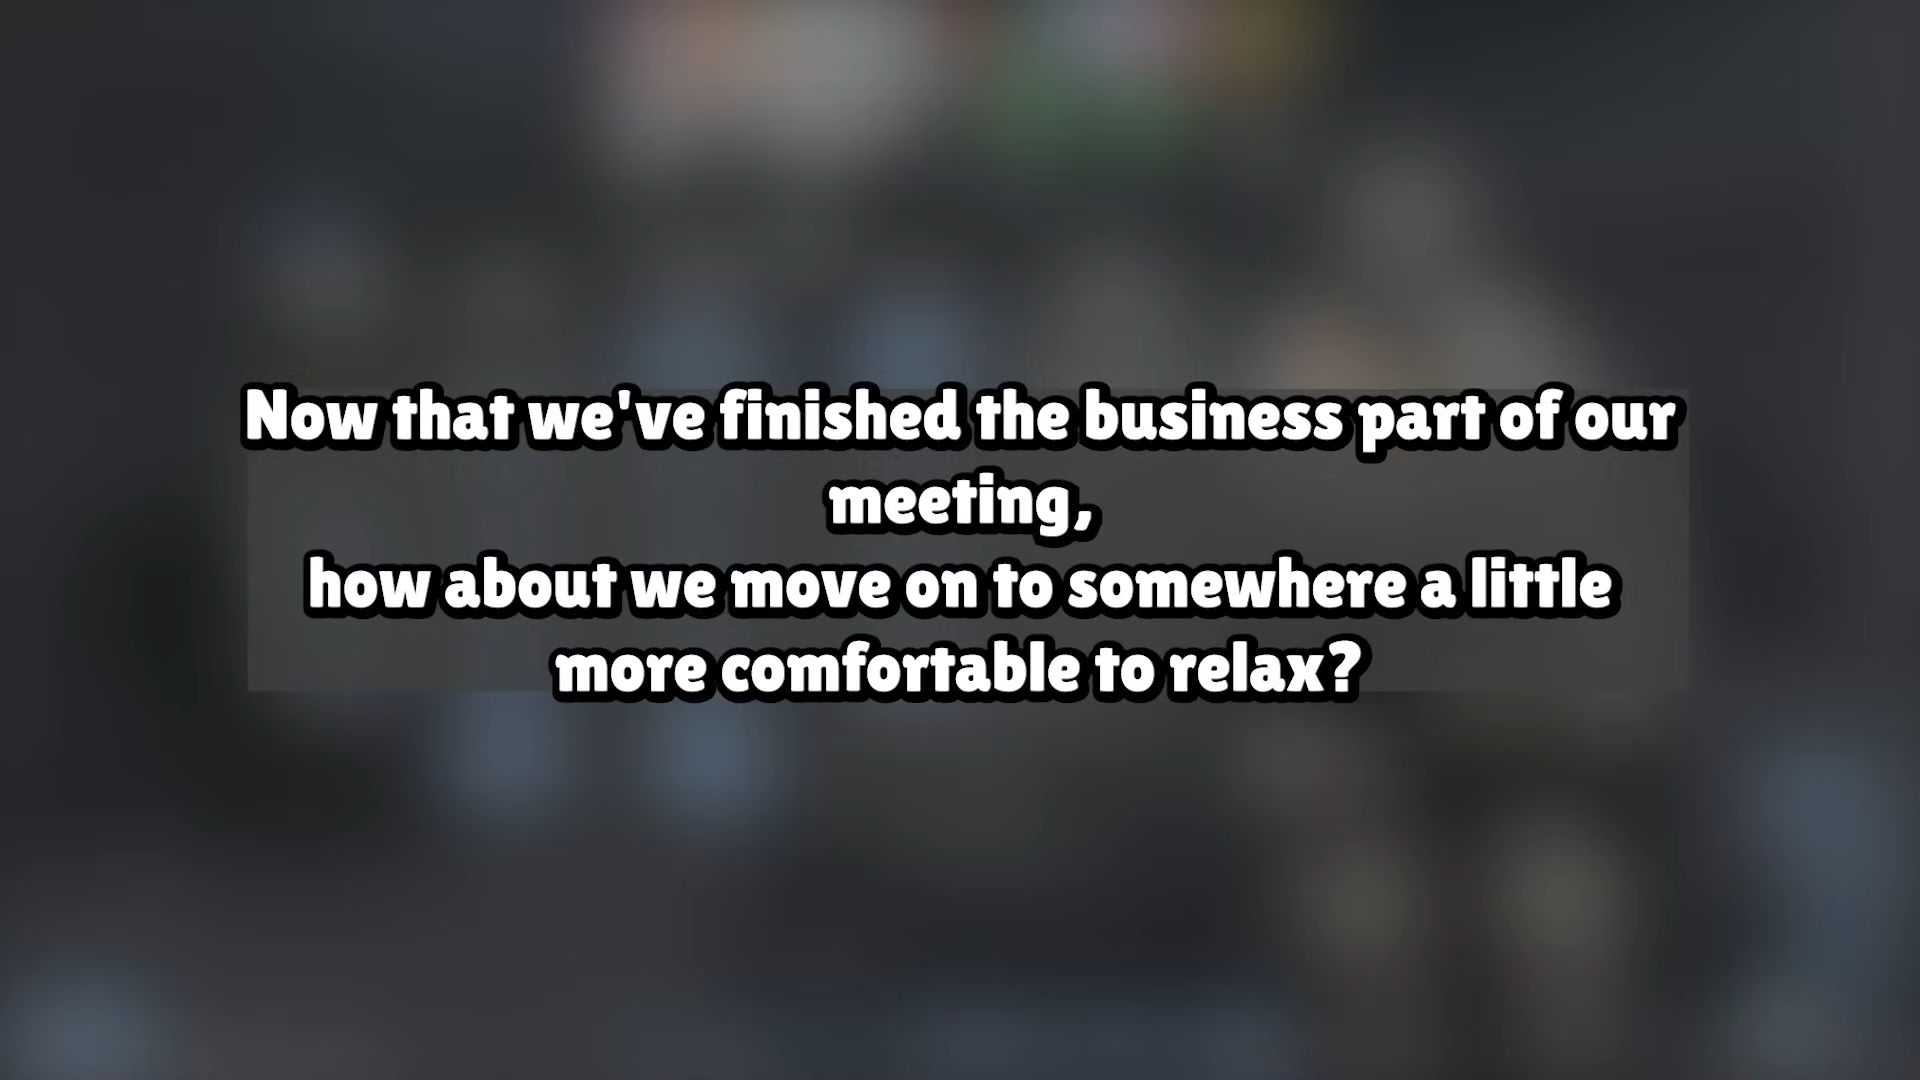 Now that we've finished the business part of our
meeting,
how about we move on to somewhere a little
more comfortable to relax?